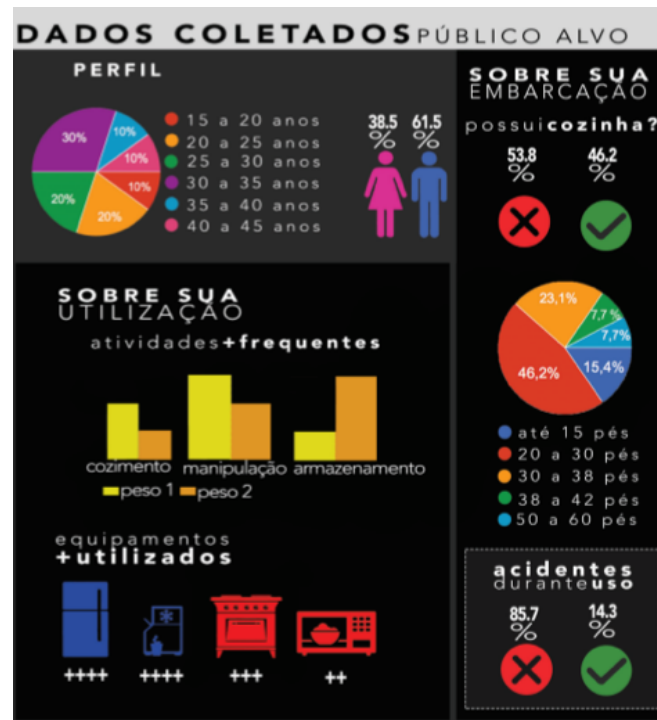 DADOS COLETADOS PÚBLICO ALVO
PERFIL
30%
10%
10%
10%
20%
20%
15 a 20 anos
20 a 25 anos
25 a 30 anos
30 a 35 anos
35 a 40 anos
40 a 45 anos
38.5 61.5
% %
SOBRE SUA
UTILIZAÇÃO
atividades+frequentes
cozimento manipulação armazenamento
peso 1 peso 2
equipamentos
+utilizados
++++ ++++ +++ ++
SOBRE SUA
EMBARCAÇÃO
possui cozinha?
53.8 46.2
% %
23,1%
7,7 %
7,7%
15,4%
46,2%
até 15 pés
20 a 30 pés
30 a 38 pés
38 a 42 pés
50 a 60 pés
acidentes
durante uso
85.7 14.3
% %